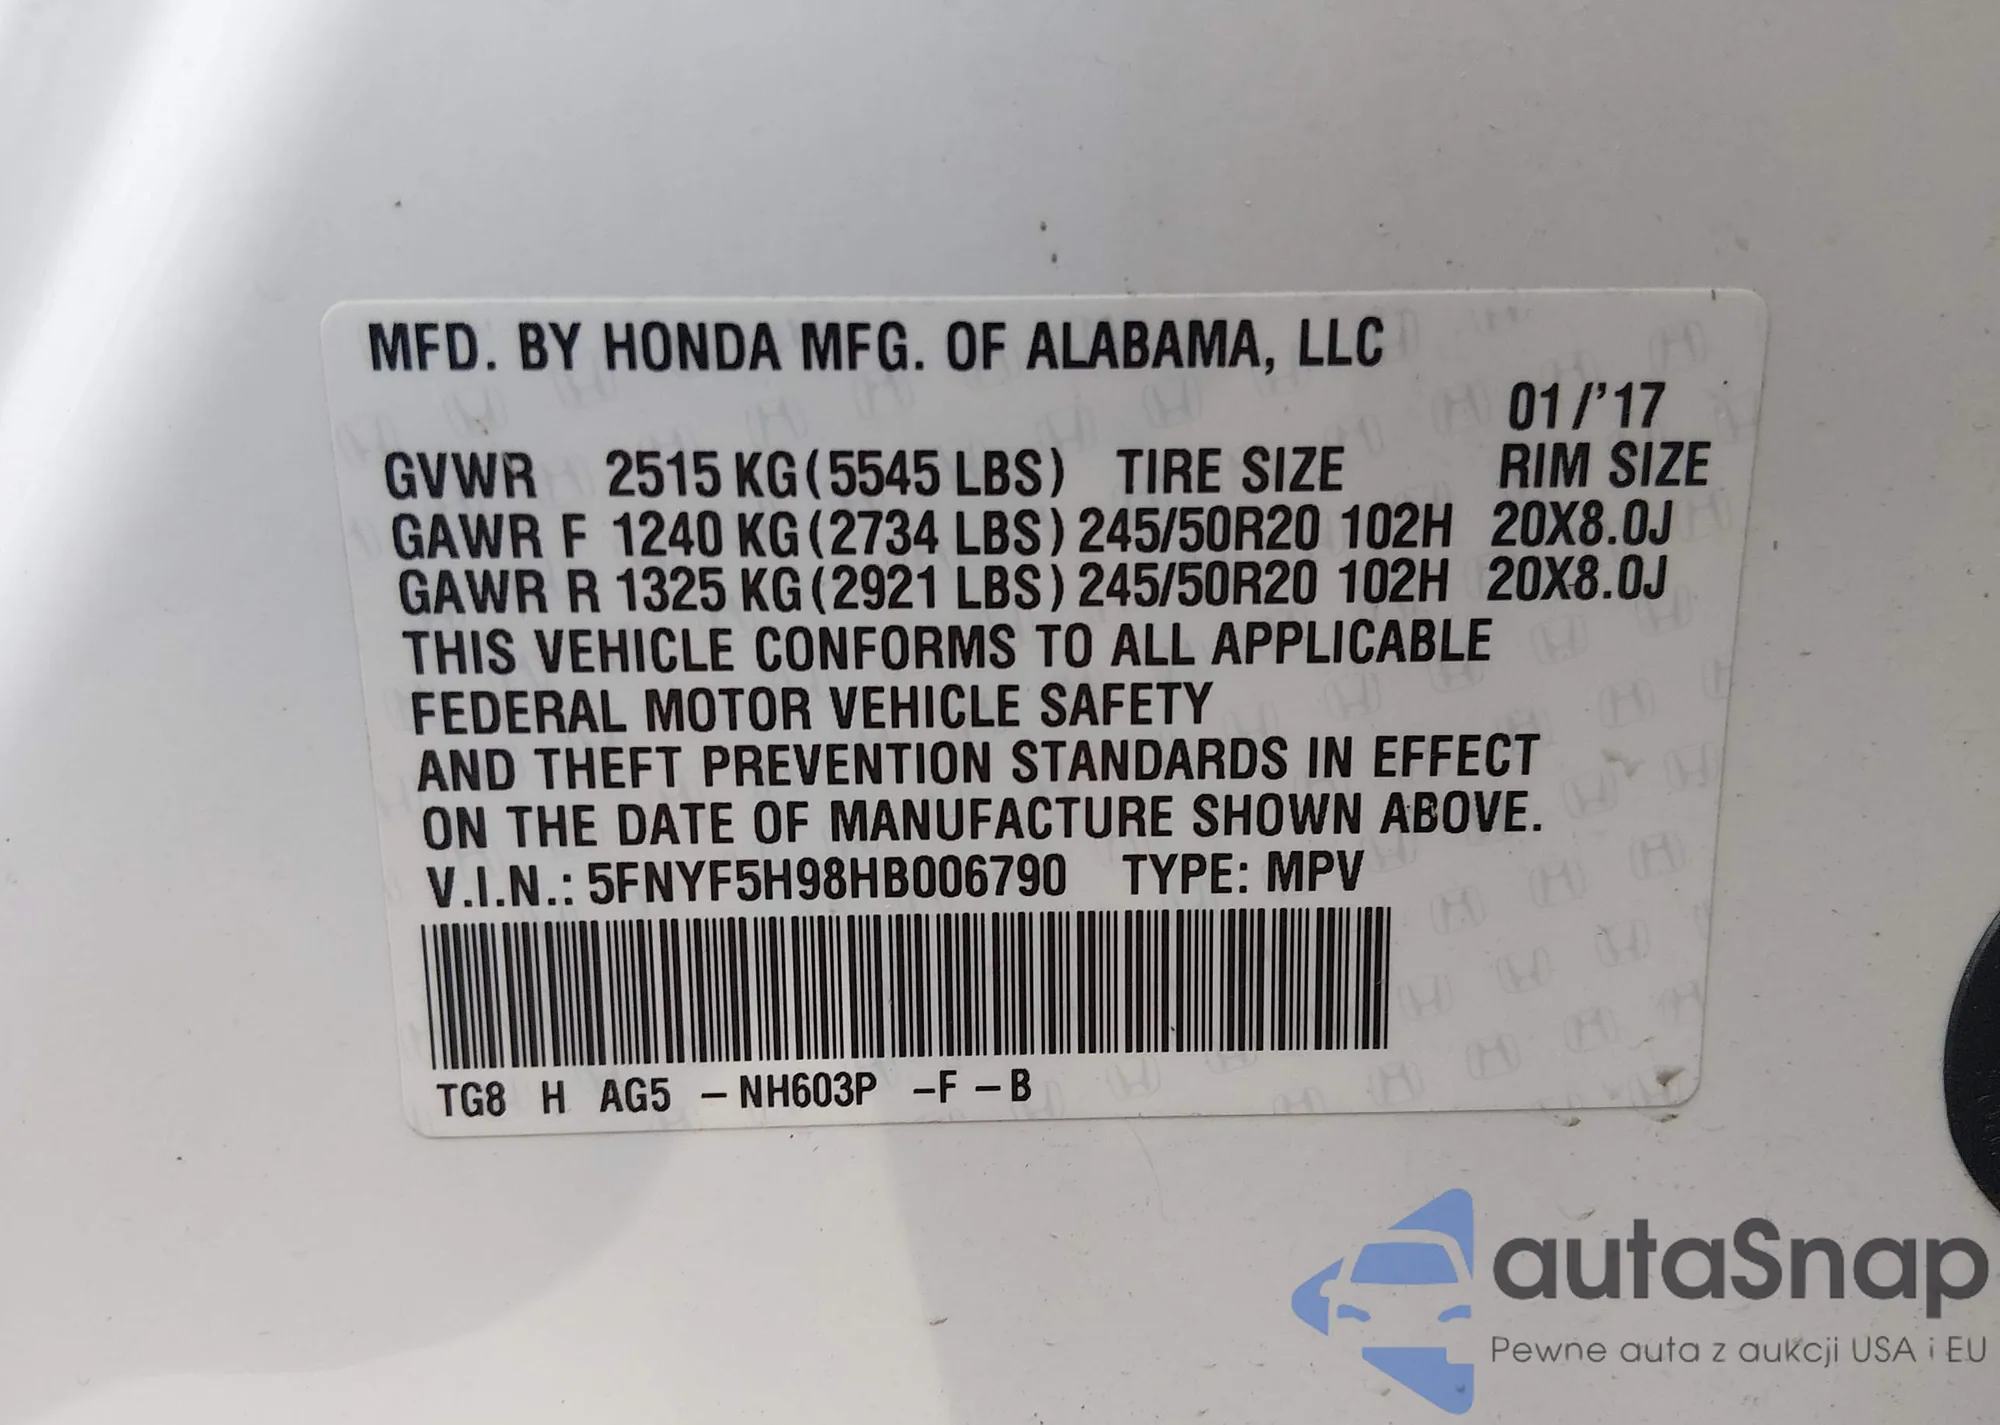 MFD. BY HONDA MFG. OF ALABAMA, LLC
01/'17
GVWR 2515 KG(5545 LBS) TIRE SIZE RIM SIZE
GAWR F 1240 KG(2734 LBS) 245/50R20 102H 20X8.0J
GAWR R 1325 KG(2921 LBS) 245/50R20 102H 20X8.0J
THIS VEHICLE CONFORMS TO ALL APPLICABLE
FEDERAL MOTOR VEHICLE SAFETY
AND THEFT PREVENTION STANDARDS IN EFFECT
ON THE DATE OF MANUFACTURE SHOWN ABOVE.
V.I.N.: 5FNYF5H98HB006790 TYPE: MPV
TG8 H AG5 -NH603P -F -B
autaSnap
Pewne auta z aukcji USA i EU